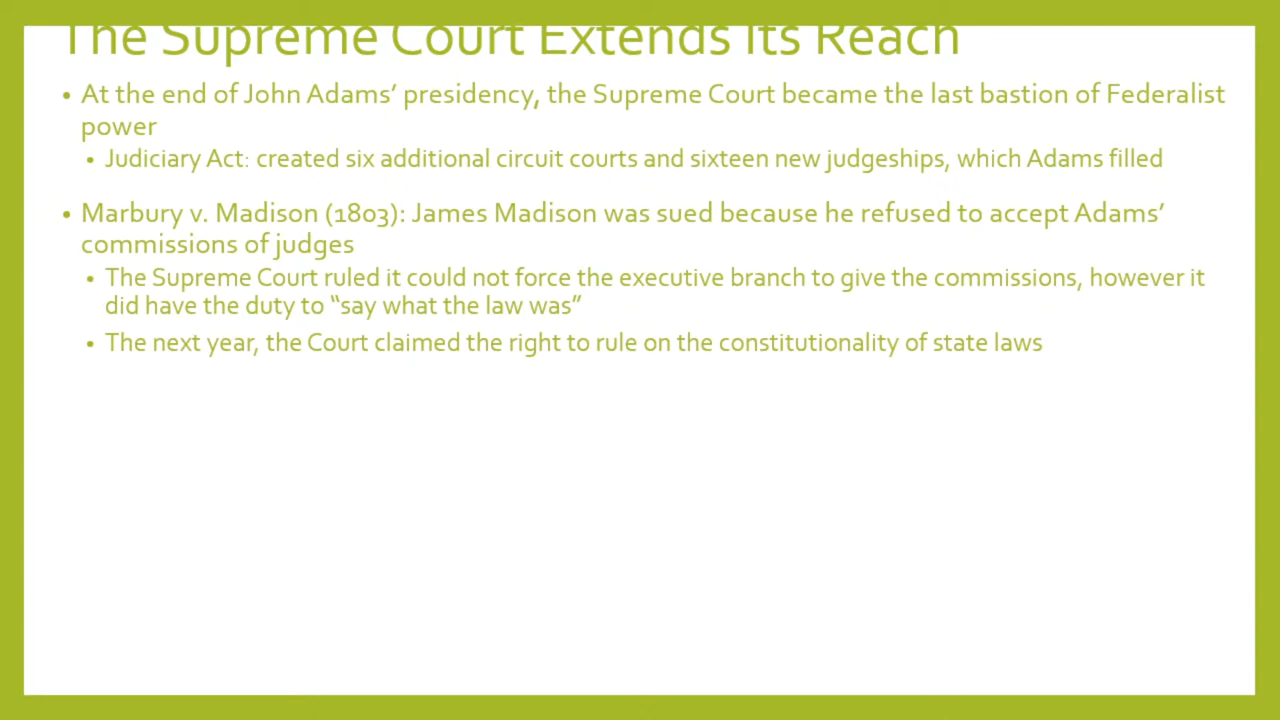 The Supreme Court Extends Its Reach
• At the end of John Adams’ presidency, the Supreme Court became the last bastion of Federalist
power
• Judiciary Act: created six additional circuit courts and sixteen new judgeships, which Adams filled
• Marbury v. Madison (1803): James Madison was sued because he refused to accept Adams’
commissions of judges
• The Supreme Court ruled it could not force the executive branch to give the commissions, however it
did have the duty to “say what the law was”
• The next year, the Court claimed the right to rule on the constitutionality of state laws